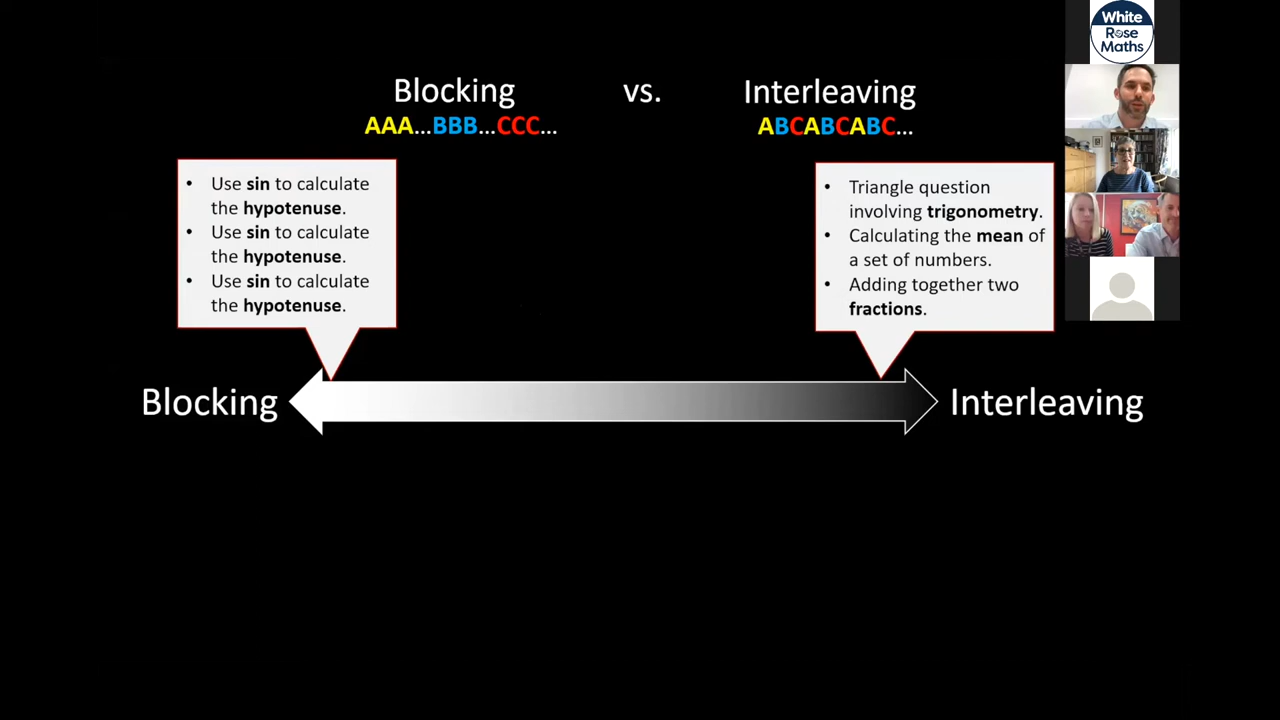 White
Rose
Maths
Blocking vs. Interleaving
AAA...BBB...CCC... ABCABCABC...
• Use sin to calculate
the hypotenuse.
• Use sin to calculate
the hypotenuse.
• Use sin to calculate
the hypotenuse.
• Triangle question
involving trigonometry.
• Calculating the mean of
a set of numbers.
• Adding together two
fractions.
Blocking
Interleaving